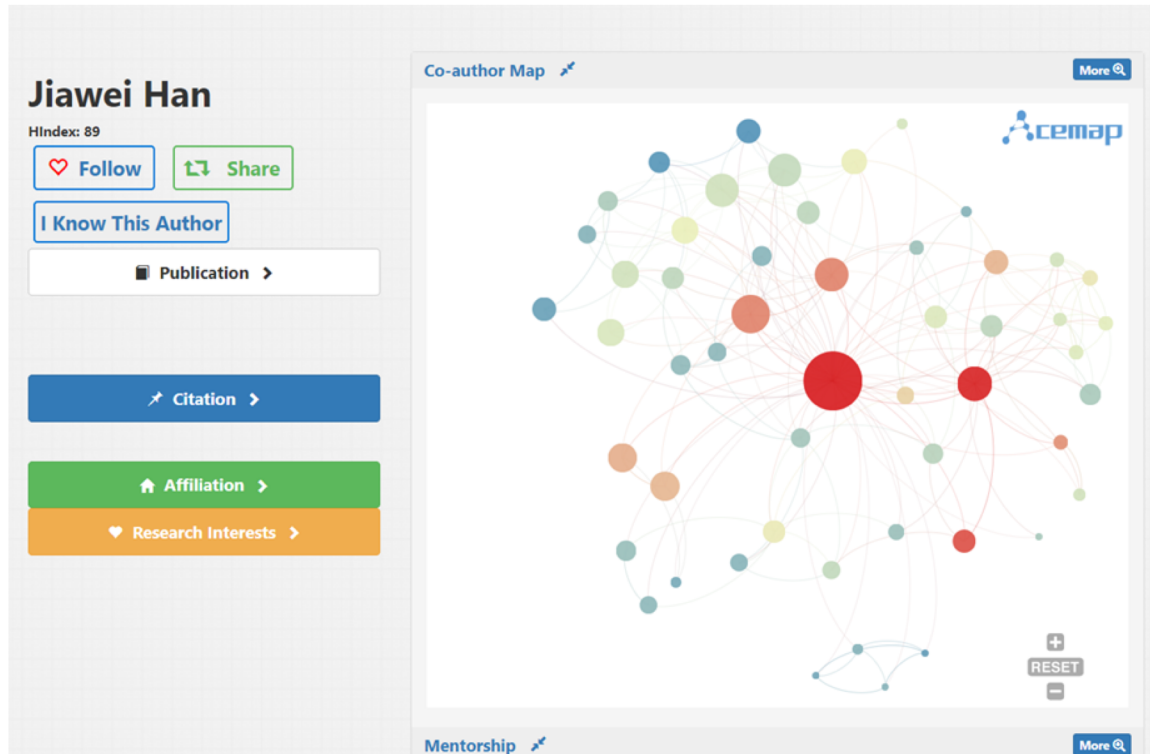 Jiawei Han
HIndex: 89
Follow
Share
I Know This Author
Publication
Citation
Affiliation
Research Interests
Co-author Map
More
Acemap
RESET
Mentorship
More